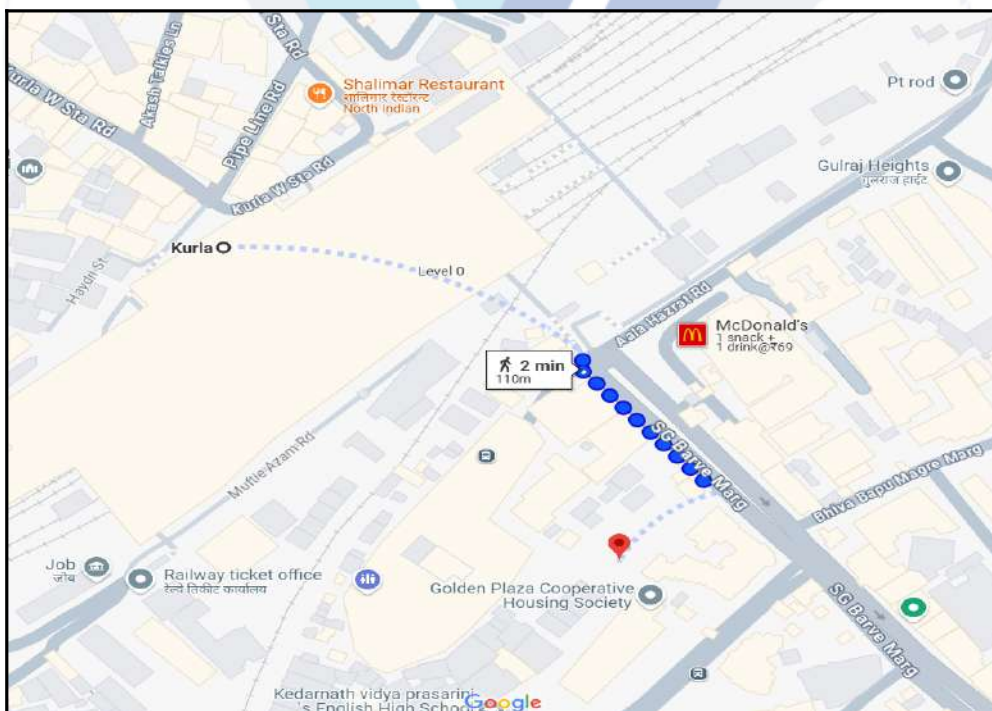 Sta Rd
Akash Talkies Ln
Kurla W Sta Rd
Pipe Line Rd
Shalimar Restaurant
North Indian
Kurla W Sta Rd
Pt rod
Gulraj Heights
गुलराज हाईट
Kurla
Level 0
Haydri St
Aala Hazrat Rd
McDonald's
1 snack +
1 drink@₹69
2 min
110m
SG Barve Marg
Muftie Azam Rd
Bhiva Bapu Magre Marg
Job
जॉब
Railway ticket office
रेल्वे तिकीट कार्यालय
Golden Plaza Cooperative
Housing Society
SG Barve Marg
Kedarnath vidya prasarini
's English High School
Google